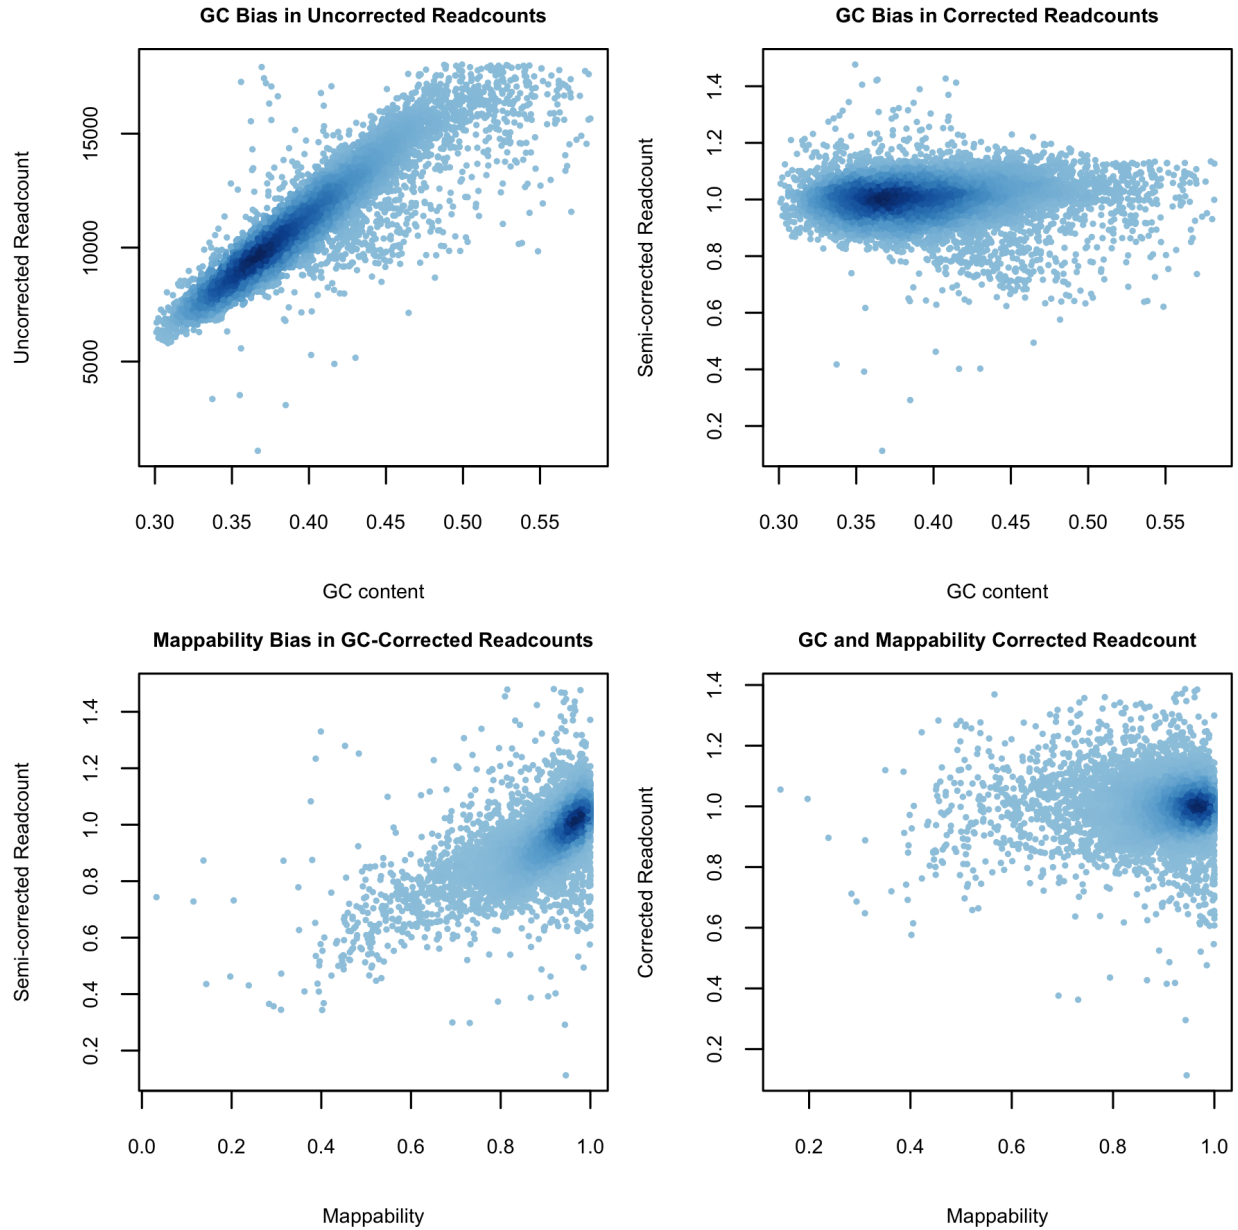 GC Bias in Uncorrected Readcounts
Uncorrected Readcount
15000
10000
5000
0.30 0.35 0.40 0.45 0.50 0.55
GC content
GC Bias in Corrected Readcounts
Semi-corrected Readcount
1.4
1.2
1.0
0.8
0.6
0.4
0.2
0.30 0.35 0.40 0.45 0.50 0.55
GC content
Mappability Bias in GC-Corrected Readcounts
Semi-corrected Readcount
1.4
1.2
1.0
0.8
0.6
0.4
0.2
0.0 0.2 0.4 0.6 0.8 1.0
Mappability
GC and Mappability Corrected Readcount
Corrected Readcount
1.4
1.2
1.0
0.8
0.6
0.4
0.2
0.2 0.4 0.6 0.8 1.0
Mappability